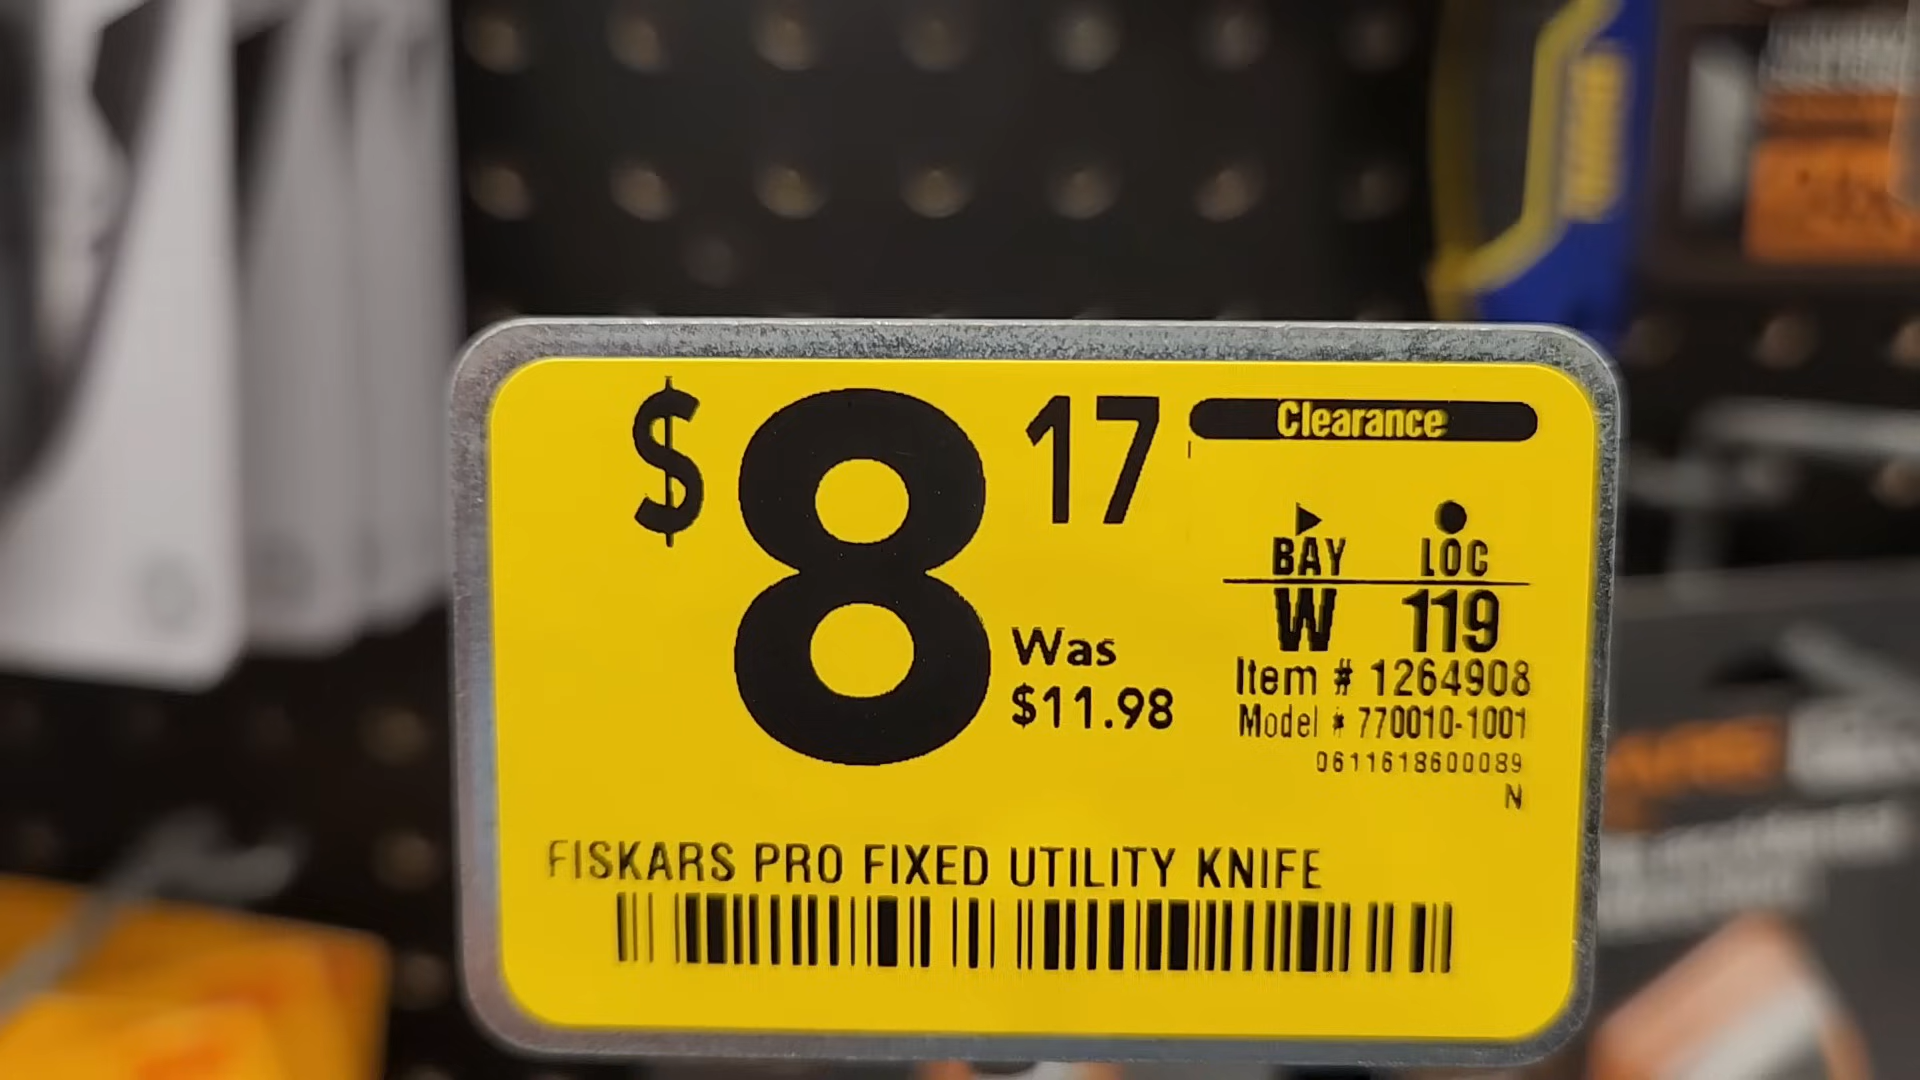 $8 17
Clearance
BAY LOC
W 119
Was
$11.98
Item # 1264908
Model # 770010-1001
0611618600089
N
FISKARS PRO FIXED UTILITY KNIFE